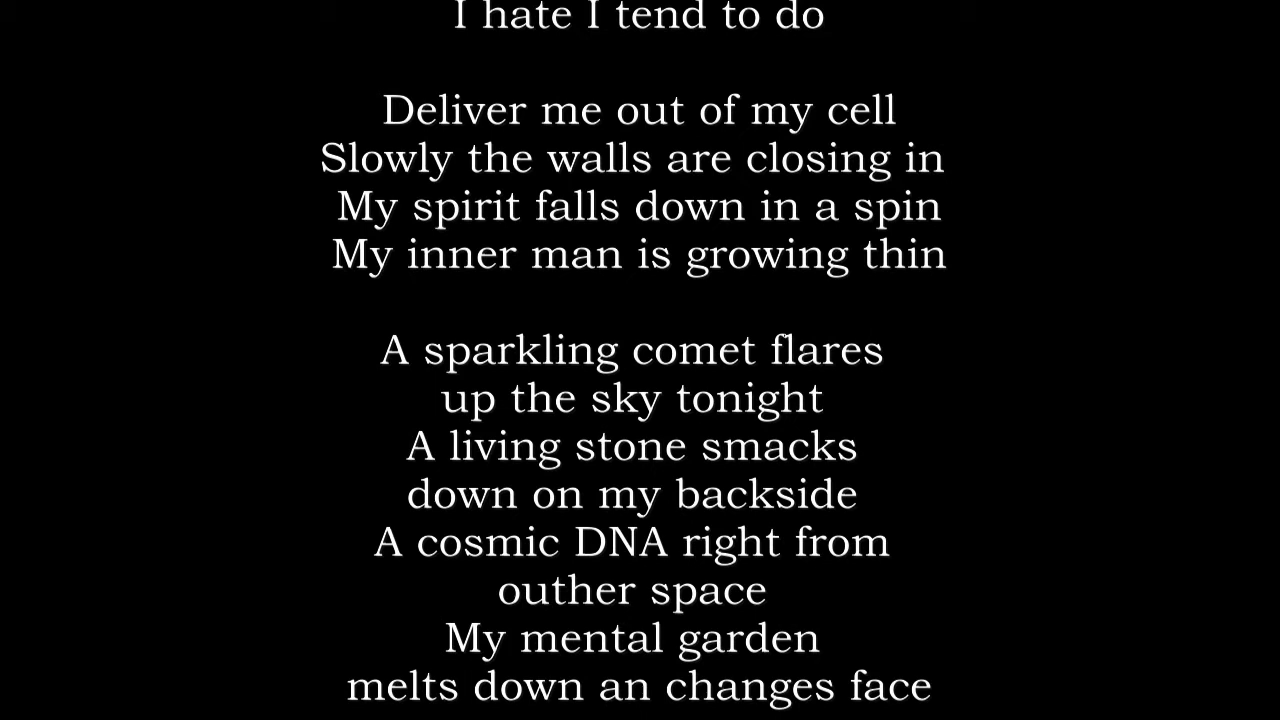 I hate I tend to do
Deliver me out of my cell
Slowly the walls are closing in
My spirit falls down in a spin
My inner man is growing thin
A sparkling comet flares
up the sky tonight
A living stone smacks
down on my backside
A cosmic DNA right from
outher space
My mental garden
melts down an changes face